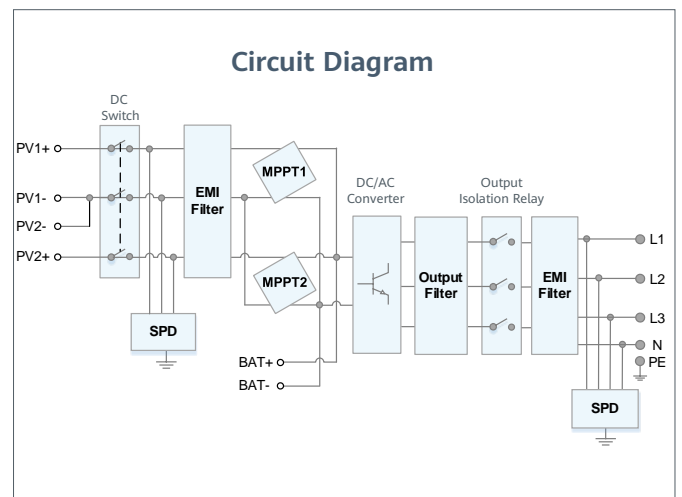 Circuit Diagram
DC
Switch
PV1+
PV1-
PV2-
PV2+
EMI
Filter
SPD
MPPT1
MPPT2
BAT+
BAT-
DC/AC
Converter
Output
Filter
Output
Isolation Relay
EMI
Filter
L1
L2
L3
N
PE
SPD